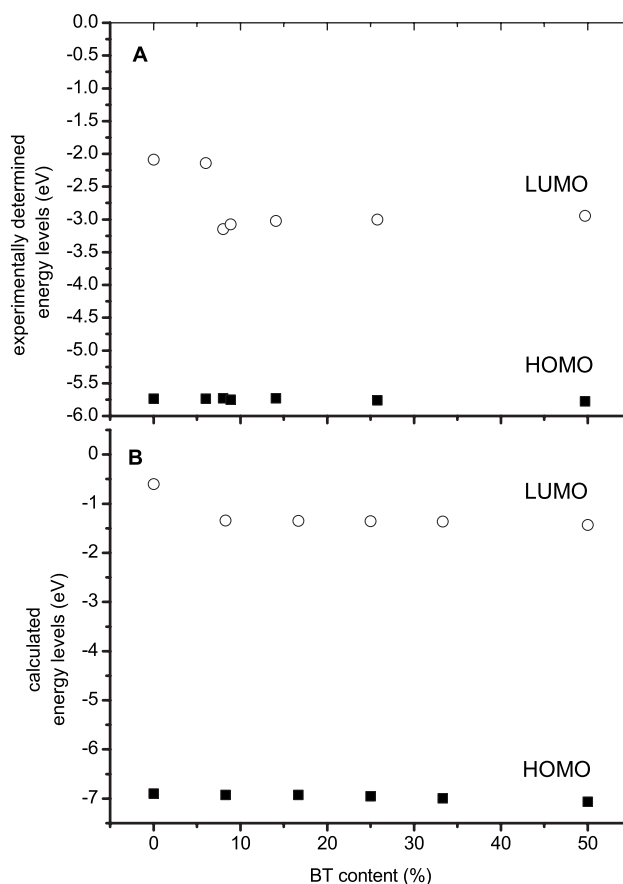 0.0
A
-0.5
-1.0
-1.5
-2.0
-2.5
LUMO
-3.0
-3.5
-4.0
-4.5
-5.0
HOMO
-5.5
-6.0
experimentally determined
energy levels (eV)
B
0
LUMO
-1
-2
-3
-4
-5
-6
HOMO
-7
calculated
energy levels (eV)
0 10 20 30 40 50
BT content (%)